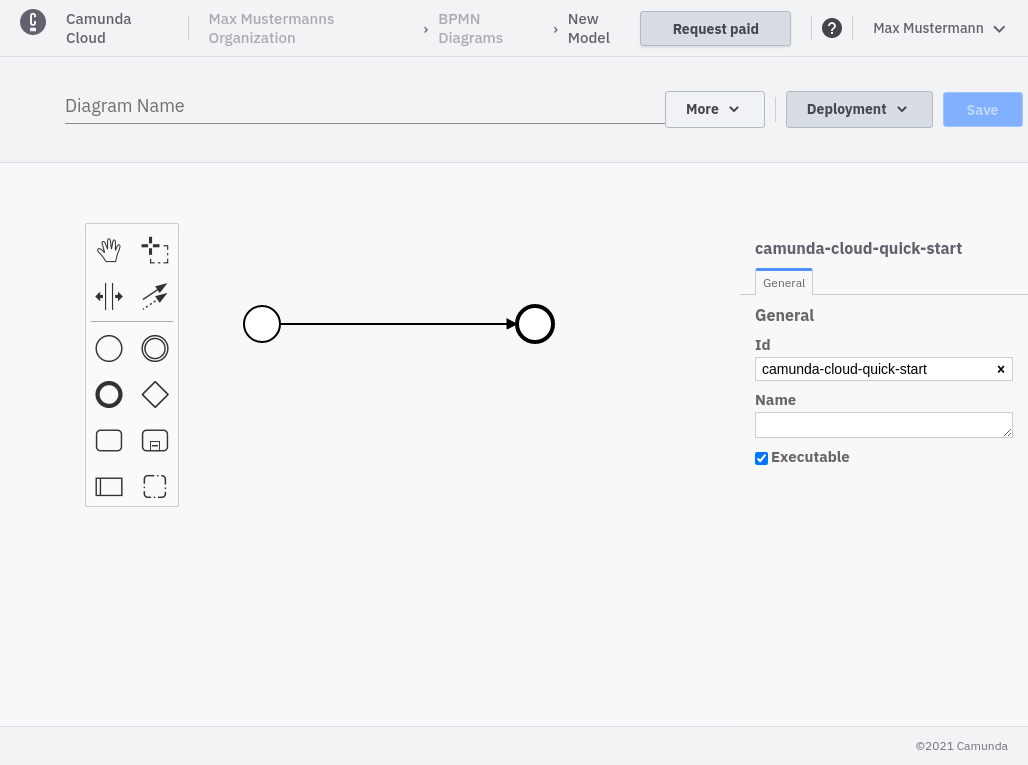 Camunda
Cloud
Max Mustermanns
Organization
›
BPMN
Diagrams
›
New
Model
Request paid
?
Max Mustermann
Diagram Name
More
Deployment
Save
camunda-cloud-quick-start
General
General
Id
camunda-cloud-quick-start
Name
Executable
©2021 Camunda